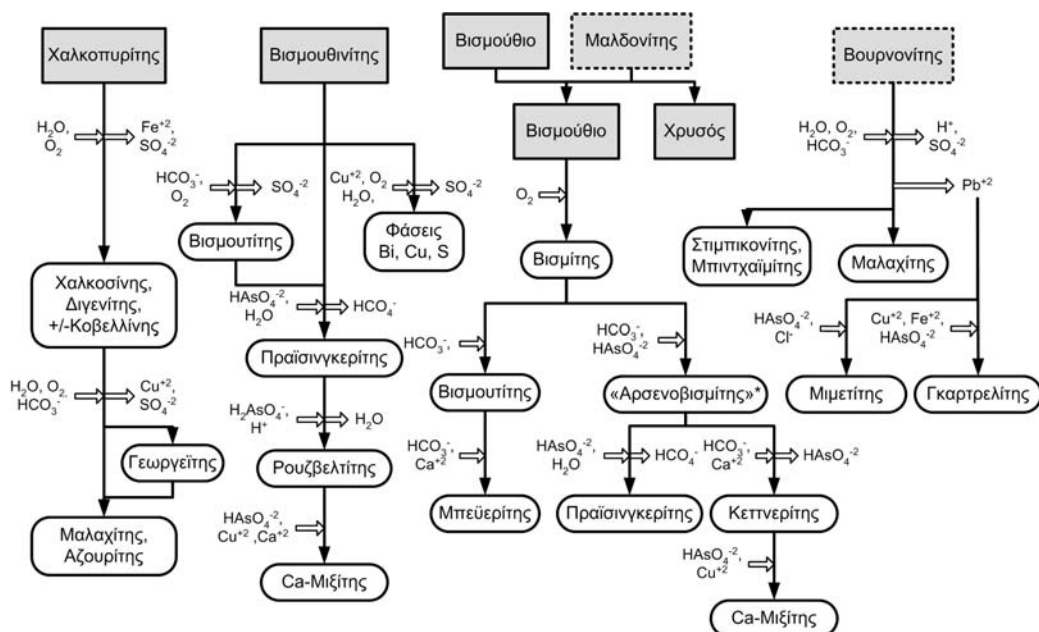 Χαλκοπυρίτης
H₂O,
O₂
Fe⁺²,
SO₄⁻²
Χαλκοσίνης,
Διγενίτης,
+/-Κοβελλίνης
H₂O, O₂,
HCO₃⁻
Cu⁺²,
SO₄⁻²
Γεωργεϊτης
Μαλαχίτης,
Αζουρίτης
Βισμουθινίτης
HCO₃⁻,
O₂
SO₄⁻²
Βισμουτίτης
Cu⁺², O₂
H₂O,
SO₄⁻²
Φάσεις
Bi, Cu, S
HAsO₄⁻²,
H₂O
HCO₄⁻
Πραϊσινγκερίτης
H₂AsO₄⁻,
H⁺
H₂O
Ρουζβελτίτης
HAsO₄⁻²,
Cu⁺² ,Ca⁺²
Ca-Μιξίτης
Βισμούθιο
Μαλδονίτης
Βισμούθιο
Χρυσός
O₂
Βισμίτης
HCO₃⁻
Βισμουτίτης
HCO₃⁻,
Ca⁺²
Μπεϋερίτης
HCO₃⁻,
HAsO₄⁻²
«Αρσενοβισμίτης»*
HAsO₄⁻²,
H₂O
HCO₄⁻
Πραϊσινγκερίτης
HCO₃⁻,
Ca⁺²
HAsO₄⁻²
Κεπνερίτης
HAsO₄⁻²,
Cu⁺²
Ca-Μιξίτης
Βουρνονίτης
H₂O, O₂,
HCO₃⁻
H⁺,
SO₄⁻²
Pb⁺²
Στιμπικονίτης,
Μπιντχαϊμίτης
Μαλαχίτης
HAsO₄⁻²,
Cl⁻
Μιμετίτης
Cu⁺², Fe⁺²,
HAsO₄⁻²
Γκαρτρελίτης